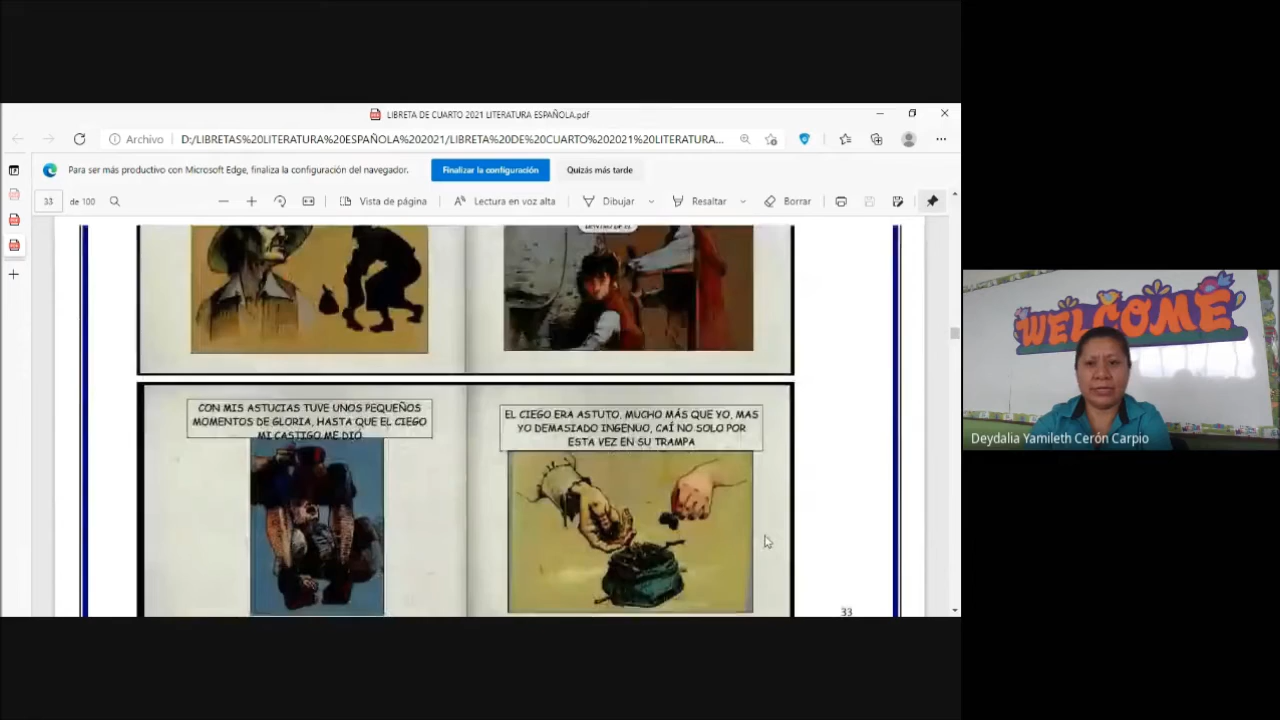 LIBRETA DE CUARTO 2021 LITERATURA ESPAÑOLA.pdf
Archivo D:/LIBRETAS%20LITERATURA%20ESPAÑOLA%202021/LIBRETA%20DE%20CUARTO%202021%20LITERATURA...
Para ser más productivo con Microsoft Edge, finaliza la configuración del navegador. Finalizar la configuración Quizás más tarde
33 de 100 Vista de página Lectura en voz alta Dibujar Resaltar Borrar
CON MIS ASTUCIAS TUVE UNOS PEQUEÑOS
MOMENTOS DE GLORIA, HASTA QUE EL CIEGO
MI CASTIGO ME DIÓ
EL CIEGO ERA ASTUTO, MUCHO MÁS QUE YO, MAS
YO DEMASIADO INGENUO, CAÍ NO SOLO POR
ESTA VEZ EN SU TRAMPA
33
WELCOME
Deydalia Yamileth Cerón Carpio